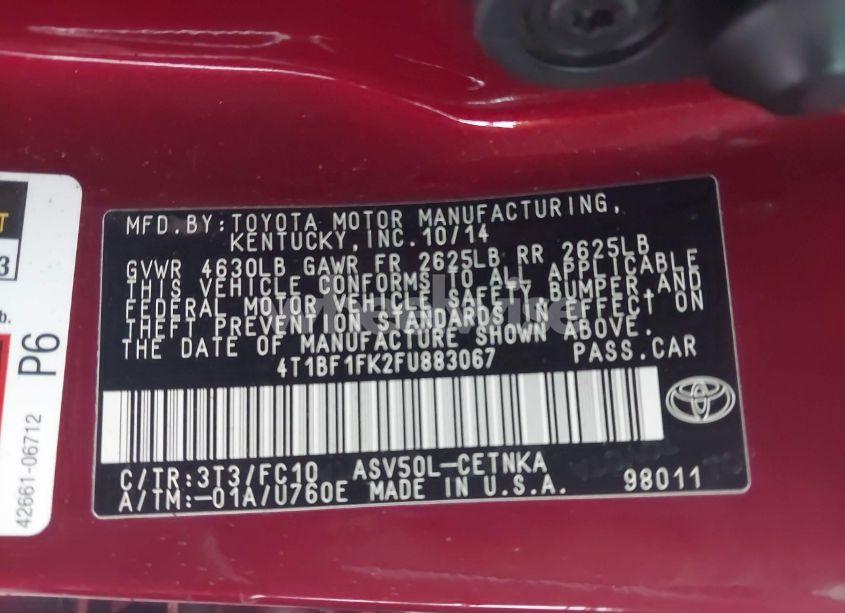 MFD.BY:TOYOTA MOTOR MANUFACTURING,
KENTUCKY,INC.10/14
GVWR 4630LB GAWR FR 2625LB RR 2625LB
THIS VEHICLE CONFORMS TO ALL APPLICABLE
FEDERAL MOTOR VEHICLE SAFETY, BUMPER,AND
THEFT PREVENTION STANDARDS IN EFFECT ON
THE DATE OF MANUFACTURE SHOWN ABOVE.
4T1BF1FK2FU883067 PASS.CAR
C/TR:3T3/FC10 ASV50L-CETNKA
A/TM:-01A/U760E MADE IN U.S.A. 98011
P6
42661-06712
3
b.
TOYOTA